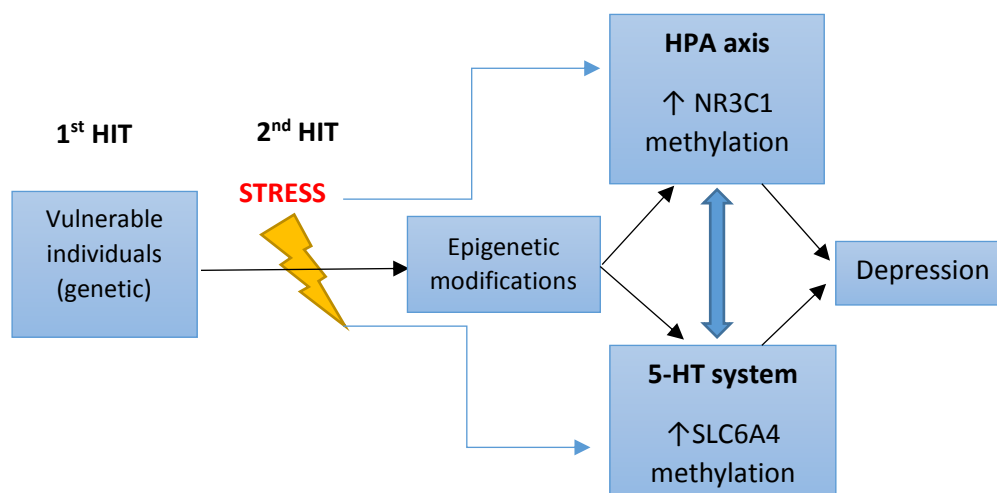 1st HIT
2nd HIT
STRESS
Vulnerable
individuals
(genetic)
Epigenetic
modifications
HPA axis
↑ NR3C1
methylation
5-HT system
↑SLC6A4
methylation
Depression